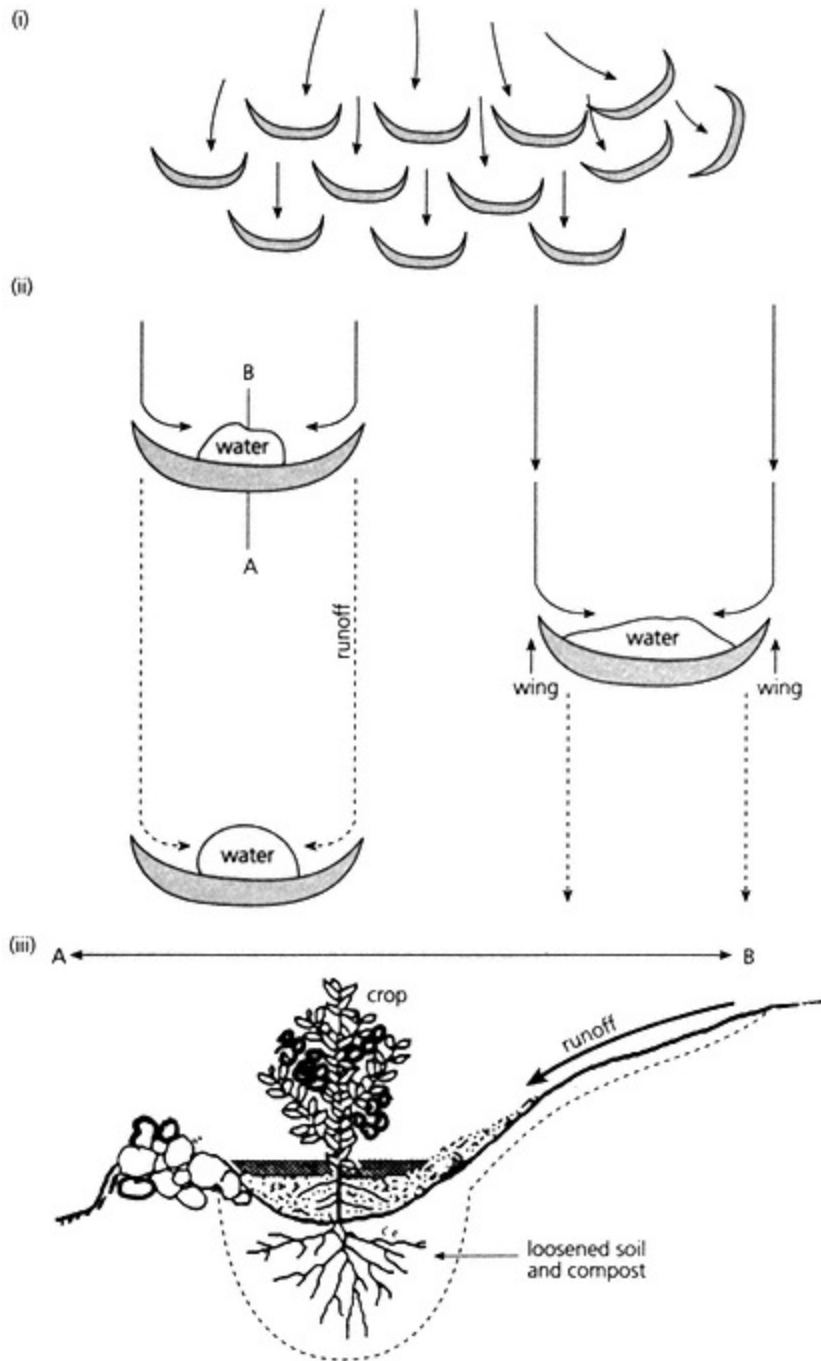 (i)
(ii)
B
water
A
runoff
water
water
wing
wing
(iii)
A
B
crop
runoff
loosened soil
and compost